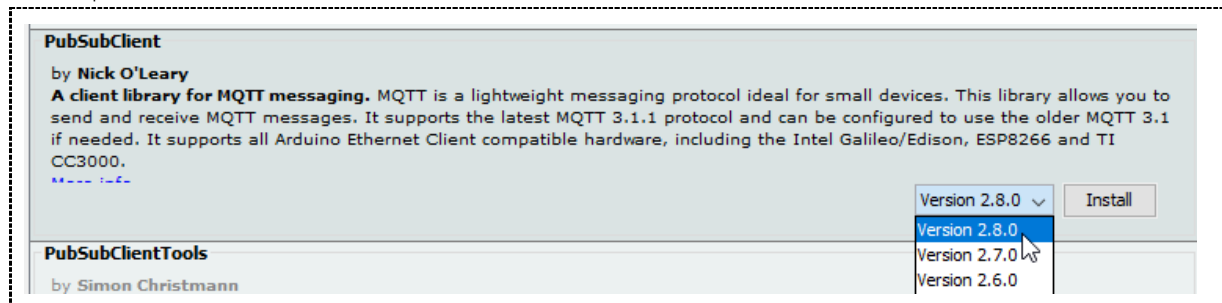 PubSubClient
by Nick O'Leary
A client library for MQTT messaging. MQTT is a lightweight messaging protocol ideal for small devices. This library allows you to
send and receive MQTT messages. It supports the latest MQTT 3.1.1 protocol and can be configured to use the older MQTT 3.1
if needed. It supports all Arduino Ethernet Client compatible hardware, including the Intel Galileo/Edison, ESP8266 and TI
CC3000.
More info
Version 2.8.0 Install
Version 2.8.0
Version 2.7.0
Version 2.6.0
PubSubClientTools
by Simon Christmann